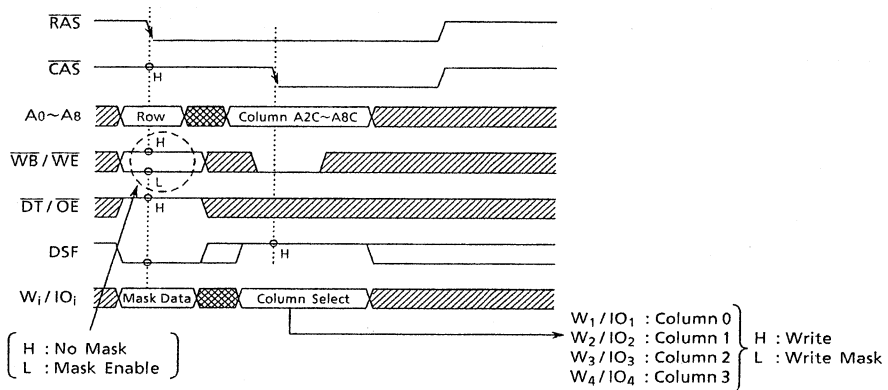 RAS
CAS
H
A0~A8
Row
Column A2C~A8C
H
WB / WE
L
DT / OE
H
DSF
H
Wi / IOi
Mask Data
Column Select
H : No Mask
L : Mask Enable
W1 / IO1 : Column 0
W2 / IO2 : Column 1
W3 / IO3 : Column 2
W4 / IO4 : Column 3
H : Write
L : Write Mask